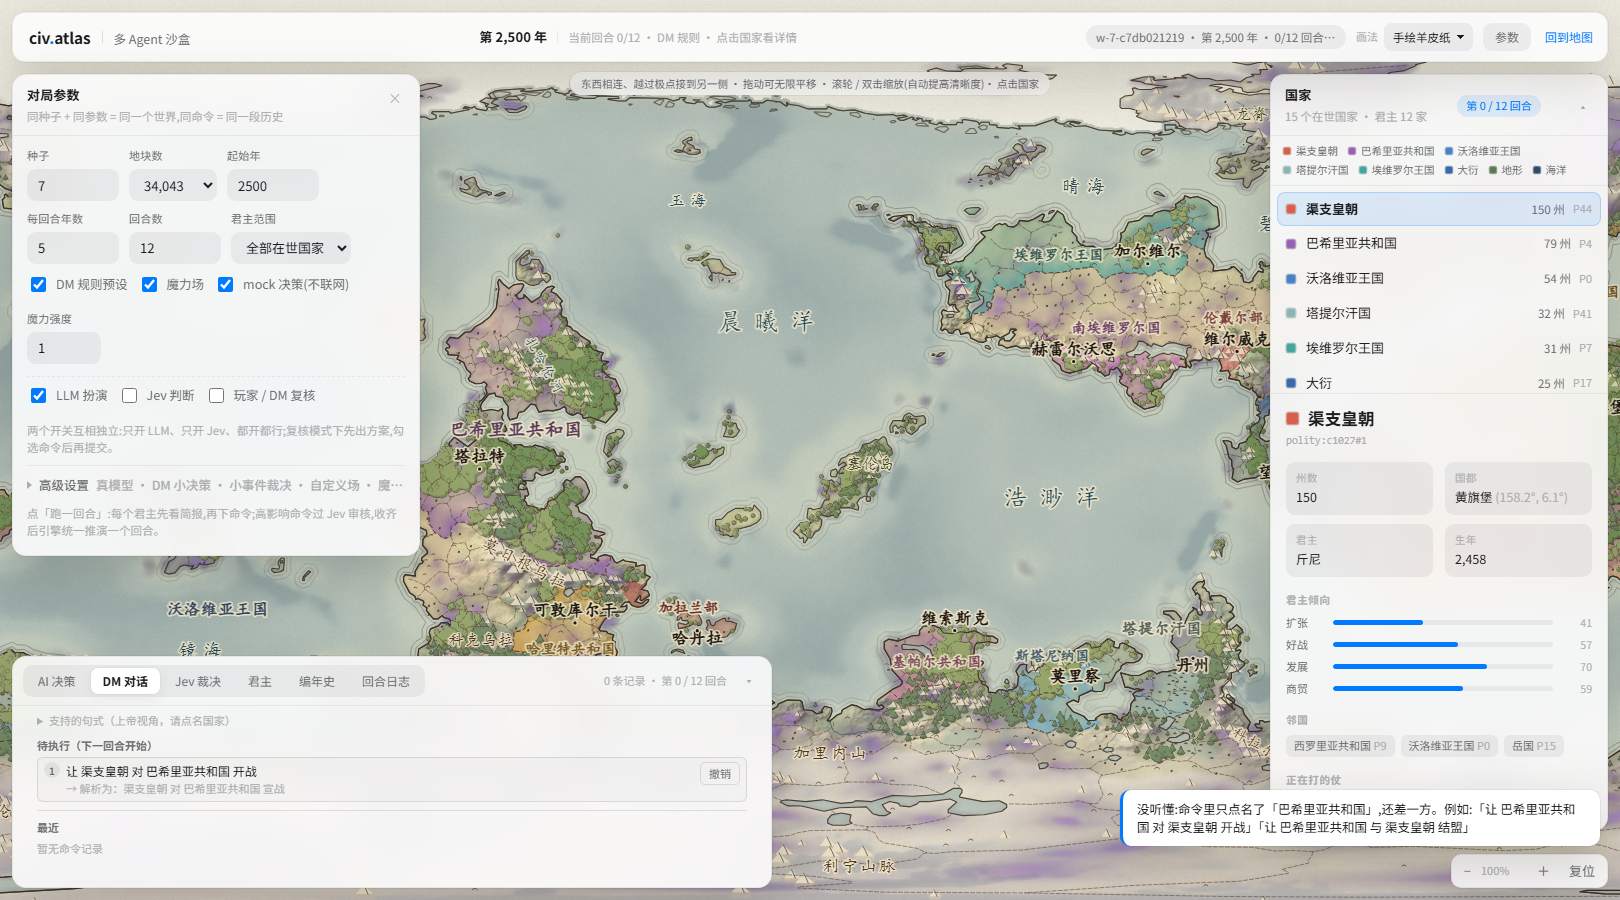 civ.atlas 多 Agent 沙盒
第 2,500 年 当前回合 0/12 · DM 规则 · 点击国家看详情
w-7-c7db021219 · 第 2,500 年 · 0/12 回合… 画法 手绘羊皮纸 参数 回到地图
东西相连、越过极点接到另一侧 · 拖动可无限平移 · 滚轮 / 双击缩放(自动提高清晰度) · 点击国家
对局参数
同种子 + 同参数 = 同一个世界,同命令 = 同一段历史
种子 地块数 起始年
7 34,043 2500
每回合年数 回合数 君主范围
5 12 全部在世国家
DM 规则预设 魔力场 mock 决策(不联网)
魔力强度
1
LLM 扮演 Jev 判断 玩家 / DM 复核
两个开关互相独立:只开 LLM、只开 Jev、都开都行;复核模式下先出方案,勾
选命令后再提交。
高级设置 真模型 · DM 小决策 · 小事件裁决 · 自定义场 · 魔…
点「跑一回合」:每个君主先看简报,再下命令;高影响命令过 Jev 审核,收齐
后引擎统一推演一个回合。
玉海
晴海
龙脊
碧
埃维罗尔王国
加尔维尔
晨曦洋
南埃维罗尔国
伦戴尔部
赫雷尔沃思
维尔威克
国
巴希里亚共和国
塔拉特
塞伦岛
望
浩渺洋
莫日根乌拉
可敦库尔干
加拉兰部
哈丹拉
科克乌拉
哈里特共和国
沃洛维亚王国
镜海
维索斯克
塔提尔汗国
基帕尔共和国
斯塔尼纳国
莫里察
丹州
加里内山
利宁山脉
国家
15 个在世国家 · 君主 12 家
第 0 / 12 回合
渠支皇朝 巴希里亚共和国 沃洛维亚王国
塔提尔汗国 埃维罗尔王国 大衍 地形 海洋
渠支皇朝 150 州 P44
巴希里亚共和国 79 州 P4
沃洛维亚王国 54 州 P0
塔提尔汗国 32 州 P41
埃维罗尔王国 31 州 P7
大衍 25 州 P17
渠支皇朝
polity:c1027#1
州数 国都
150 黄旗堡 (158.2°, 6.1°)
君主 生年
斤尼 2,458
君主倾向
扩张 41
好战 57
发展 70
商贸 59
邻国
西罗里亚共和国 P9 沃洛维亚王国 P0 岳国 P15
正在打的仗
没听懂:命令里只点名了「巴希里亚共和国」,还差一方。例如:「让 巴希里亚共和
国 对 渠支皇朝 开战」「让 巴希里亚共和国 与 渠支皇朝 结盟」
− 100% + 复位
AI 决策 DM 对话 Jev 裁决 君主 编年史 回合日志 0 条记录 · 第 0 / 12 回合
支持的句式（上帝视角，请点名国家）
待执行（下一回合开始）
1 让 渠支皇朝 对 巴希里亚共和国 开战 撤销
→ 解析为：渠支皇朝 对 巴希里亚共和国 宣战
最近
暂无命令记录